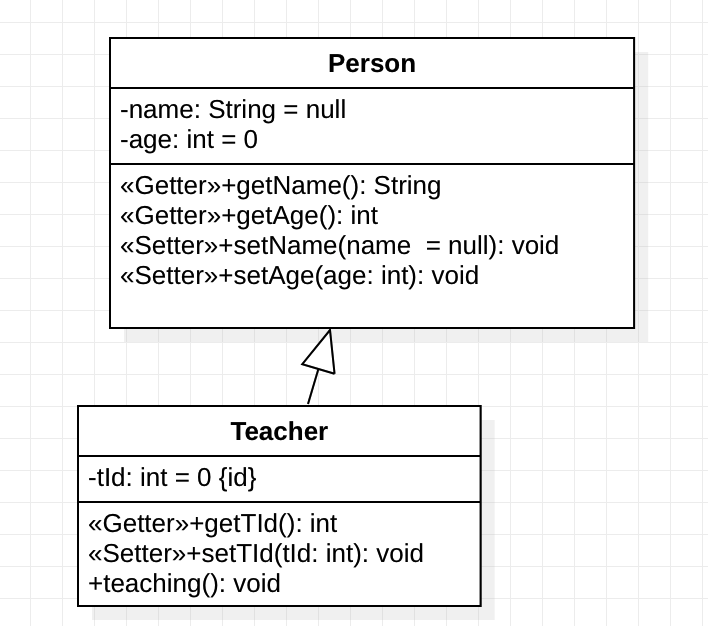 Person
-name: String = null
-age: int = 0
«Getter»+getName(): String
«Getter»+getAge(): int
«Setter»+setName(name  = null): void
«Setter»+setAge(age: int): void
Teacher
-tId: int = 0 {id}
«Getter»+getTId(): int
«Setter»+setTId(tId: int): void
+teaching(): void